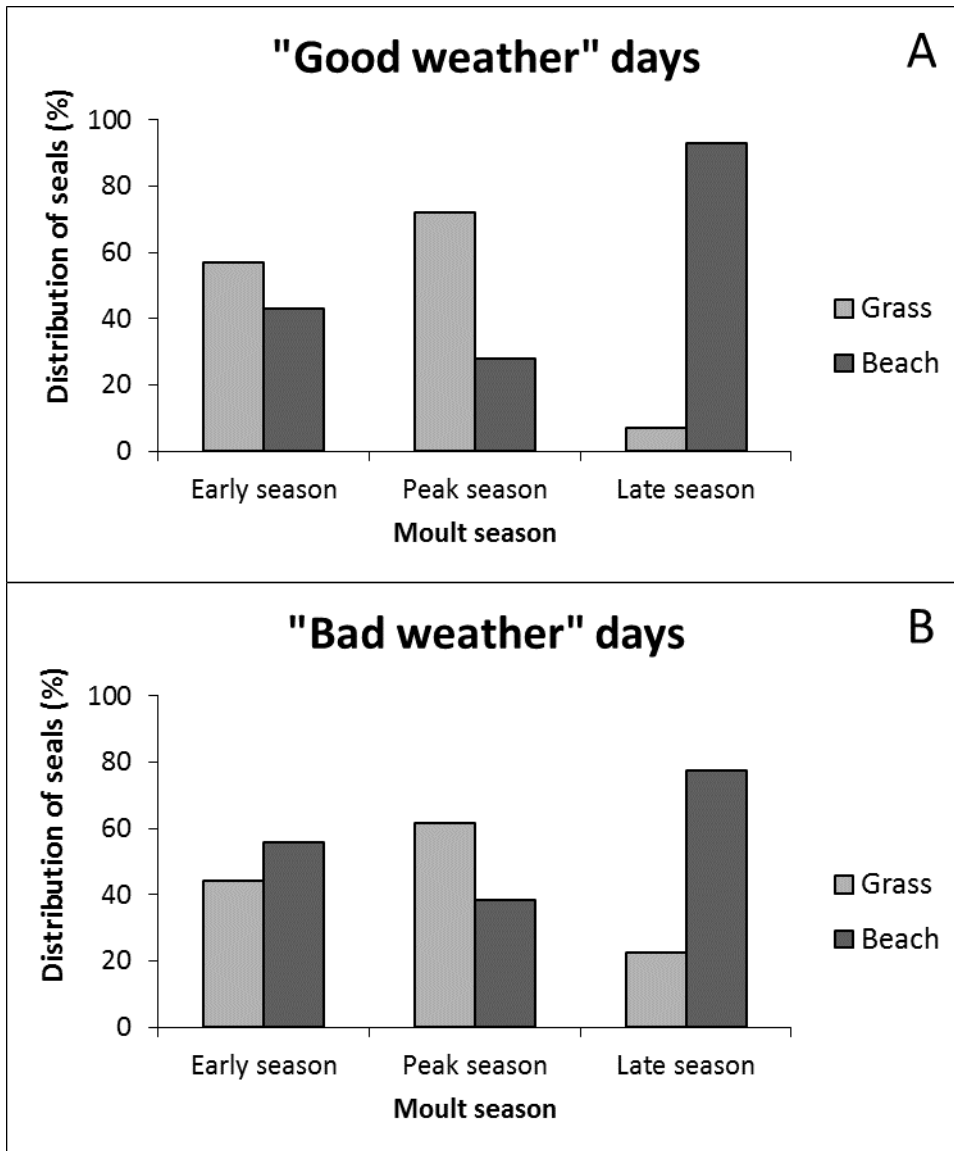 "Good weather" days
A
Distribution of seals (%)
100
80
60
40
20
0
Early season Peak season Late season
Moult season
Grass
Beach
"Bad weather" days
B
Distribution of seals (%)
100
80
60
40
20
0
Early season Peak season Late season
Moult season
Grass
Beach